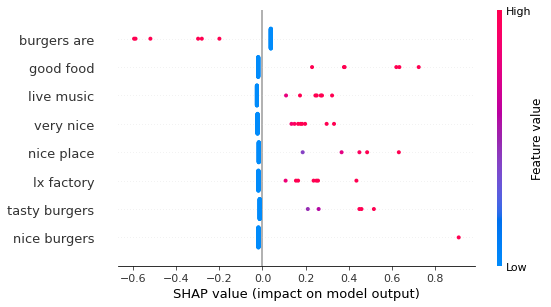 High
burgers are
good food
live music
very nice
nice place
lx factory
tasty burgers
nice burgers
Feature value
Low
−0.6 −0.4 −0.2 0.0 0.2 0.4 0.6 0.8
SHAP value (impact on model output)